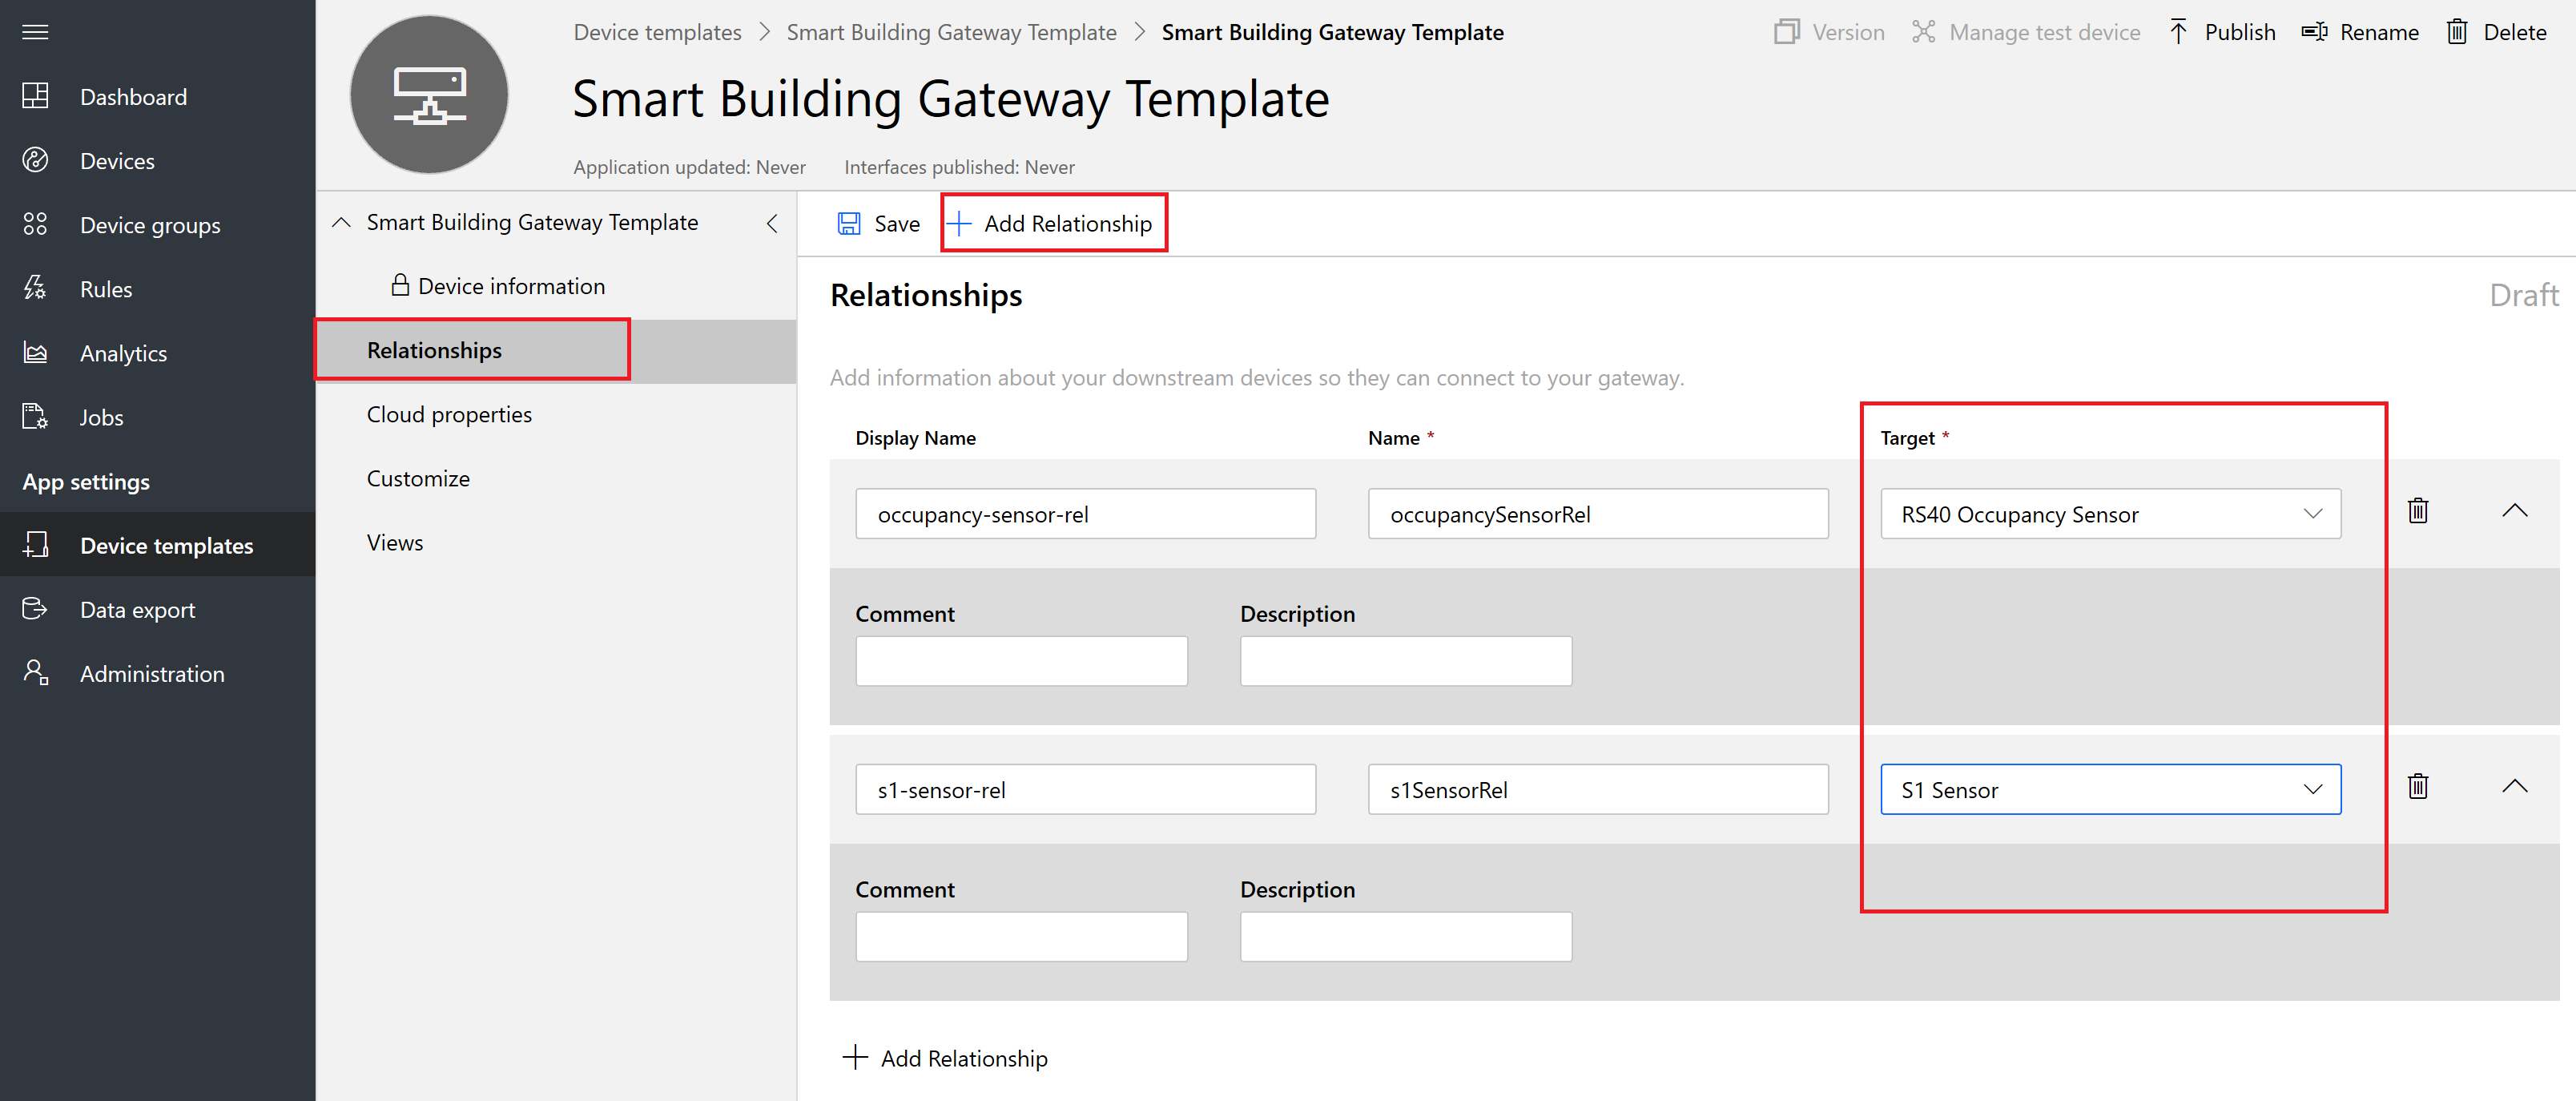 Device templates > Smart Building Gateway Template > Smart Building Gateway Template
Version
Manage test device
Publish
Rename
Delete
Smart Building Gateway Template
Application updated: Never
Interfaces published: Never
Dashboard
Devices
Device groups
Rules
Analytics
Jobs
App settings
Device templates
Data export
Administration
Smart Building Gateway Template
Device information
Relationships
Cloud properties
Customize
Views
Save
Add Relationship
Relationships
Draft
Add information about your downstream devices so they can connect to your gateway.
Display Name
Name *
Target *
occupancy-sensor-rel
occupancySensorRel
RS40 Occupancy Sensor
Comment
Description
s1-sensor-rel
s1SensorRel
S1 Sensor
Comment
Description
Add Relationship